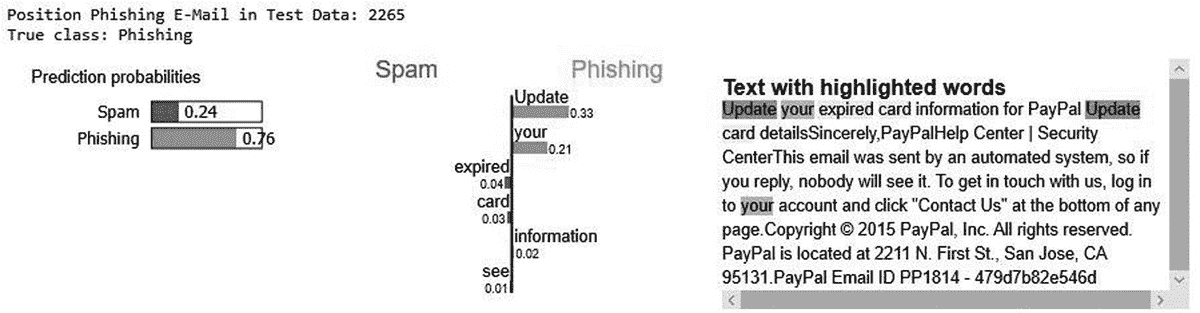 Position Phishing E-Mail in Test Data: 2265
True class: Phishing
Prediction probabilities
Spam 0.24
Phishing 0.76
Spam Phishing
Update
0.33
your
0.21
expired
0.04
card
0.03
information
0.02
see
0.01
Text with highlighted words
Update your expired card information for PayPal Update
card detailsSincerely,PayPalHelp Center | Security
CenterThis email was sent by an automated system, so if
you reply, nobody will see it. To get in touch with us, log in
to your account and click "Contact Us" at the bottom of any
page.Copyright © 2015 PayPal, Inc. All rights reserved.
PayPal is located at 2211 N. First St., San Jose, CA
95131.PayPal Email ID PP1814 - 479d7b82e546d